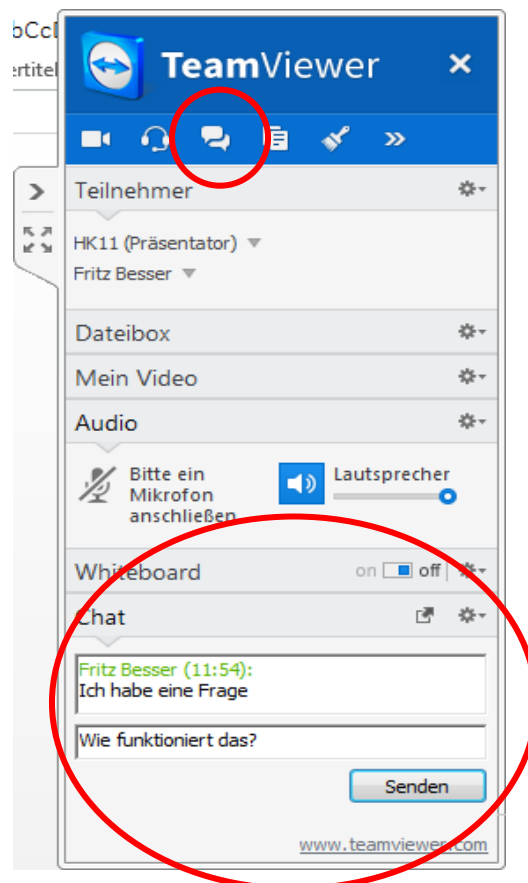 bCcI
ertitel
TeamViewer
Teilnehmer
HK11 (Präsentator)
Fritz Besser
Dateibox
Mein Video
Audio
Bitte ein
Mikrofon
anschließen
Lautsprecher
Whiteboard
on off
Chat
Fritz Besser (11:54):
Ich habe eine Frage
Wie funktioniert das?
Senden
www.teamviewer.com